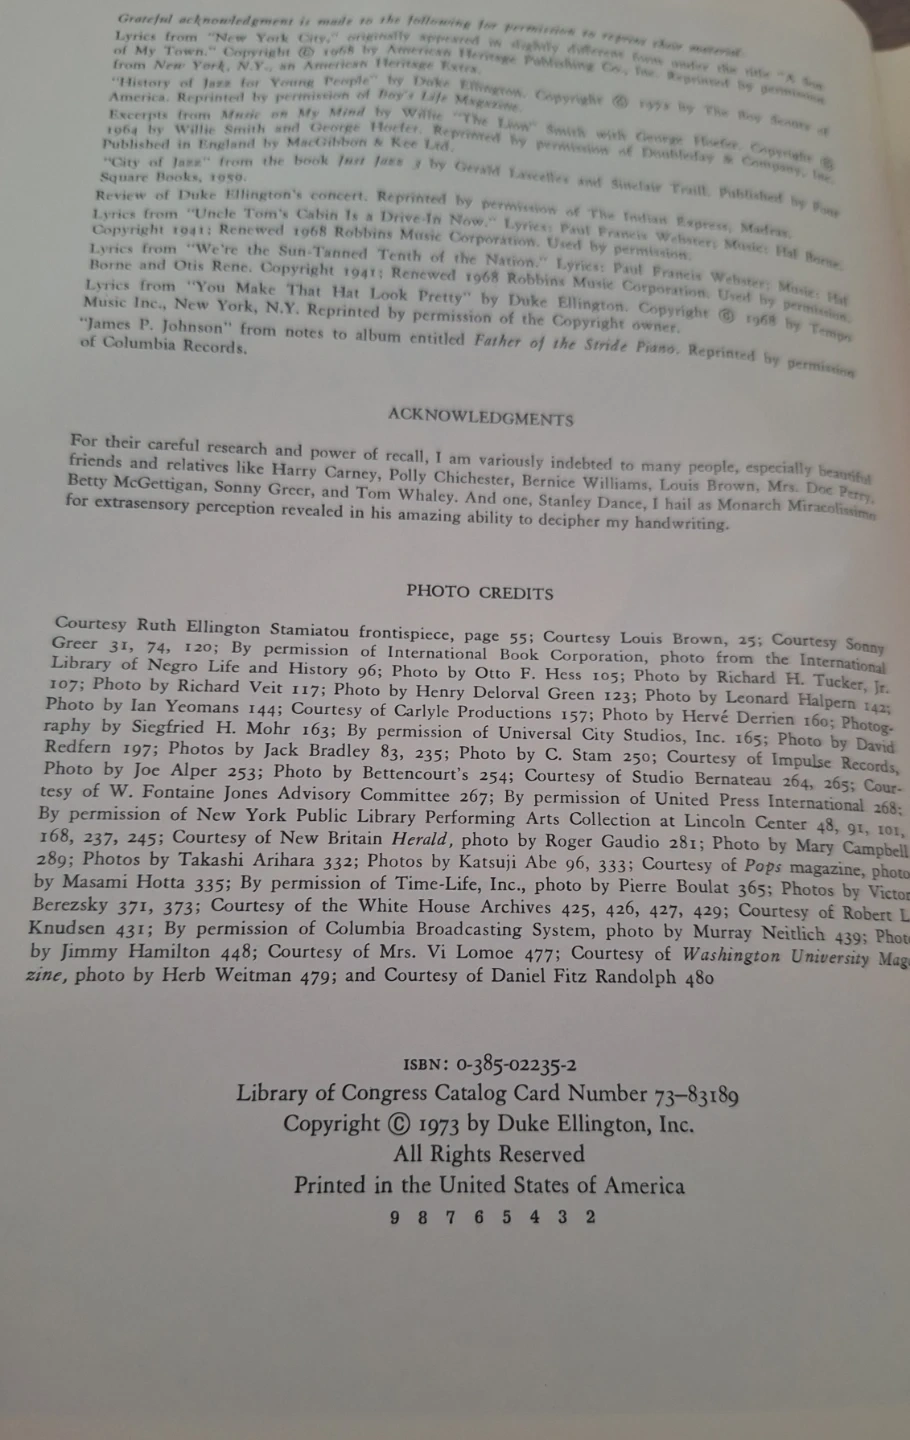 Grateful acknowledgment is made to the following for permission to reprint their material.
Lyrics from "New York City," originally appeared in slightly different form under the title "A Son
of My Town." Copyright © 1968 by American Heritage Publishing Co., Inc. Reprinted by permission
from New York, N.Y., an American Heritage Extra.
"History of Jazz for Young People" by Duke Ellington. Copyright © by The Boy Scouts of
America. Reprinted by permission of Boy's Life Magazine.
Excerpts from Music on My Mind by Willie "The Lion" Smith with George Hoefer. Copyright ©
1964 by Willie Smith and George Hoefer. Reprinted by permission of Doubleday & Company, Inc.
Published in England by MacGibbon & Kee Ltd.
"City of Jazz" from the book Just Jazz 3 by Gerald Lascelles and Sinclair Traill. Published by Four
Square Books, 1959.
Review of Duke Ellington's concert. Reprinted by permission of The Indian Express, Madras.
Lyrics from "Uncle Tom's Cabin Is a Drive-In Now." Lyrics: Paul Francis Webster; Music: Hal Borne.
Copyright 1941; Renewed 1968 Robbins Music Corporation. Used by permission.
Lyrics from "We're the Sun-Tanned Tenth of the Nation." Lyrics: Paul Francis Webster; Music: Hal
Borne and Otis Rene. Copyright 1941; Renewed 1968 Robbins Music Corporation. Used by permission.
Lyrics from "You Make That Hat Look Pretty" by Duke Ellington. Copyright © 1968 by Tempo
Music Inc., New York, N.Y. Reprinted by permission of the Copyright owner.
"James P. Johnson" from notes to album entitled Father of the Stride Piano. Reprinted by permission
of Columbia Records.
ACKNOWLEDGMENTS
For their careful research and power of recall, I am variously indebted to many people, especially beautiful
friends and relatives like Harry Carney, Polly Chichester, Bernice Williams, Louis Brown, Mrs. Doc Perry,
Betty McGettigan, Sonny Greer, and Tom Whaley. And one, Stanley Dance, I hail as Monarch Miracolissimo
for extrasensory perception revealed in his amazing ability to decipher my handwriting.
PHOTO CREDITS
Courtesy Ruth Ellington Stamiatou frontispiece, page 55; Courtesy Louis Brown, 25; Courtesy Sonny
Greer 31, 74, 120; By permission of International Book Corporation, photo from the International
Library of Negro Life and History 96; Photo by Otto F. Hess 105; Photo by Richard H. Tucker, Jr.
107; Photo by Richard Veit 117; Photo by Henry Delorval Green 123; Photo by Leonard Halpern 142;
Photo by Ian Yeomans 144; Courtesy of Carlyle Productions 157; Photo by Hervé Derrien 160; Photog-
raphy by Siegfried H. Mohr 163; By permission of Universal City Studios, Inc. 165; Photo by David
Redfern 197; Photos by Jack Bradley 83, 235; Photo by C. Stam 250; Courtesy of Impulse Records,
Photo by Joe Alper 253; Photo by Bettencourt's 254; Courtesy of Studio Bernateau 264, 265; Cour-
tesy of W. Fontaine Jones Advisory Committee 267; By permission of United Press International 268;
By permission of New York Public Library Performing Arts Collection at Lincoln Center 48, 91, 101,
168, 237, 245; Courtesy of New Britain Herald, photo by Roger Gaudio 281; Photo by Mary Campbell
289; Photos by Takashi Arihara 332; Photos by Katsuji Abe 96, 333; Courtesy of Pops magazine, photo
by Masami Hotta 335; By permission of Time-Life, Inc., photo by Pierre Boulat 365; Photos by Victor
Berezsky 371, 373; Courtesy of the White House Archives 425, 426, 427, 429; Courtesy of Robert L
Knudsen 431; By permission of Columbia Broadcasting System, photo by Murray Neitlich 439; Phot
by Jimmy Hamilton 448; Courtesy of Mrs. Vi Lomoe 477; Courtesy of Washington University Mag
zine, photo by Herb Weitman 479; and Courtesy of Daniel Fitz Randolph 480
ISBN: 0-385-02235-2
Library of Congress Catalog Card Number 73–83189
Copyright © 1973 by Duke Ellington, Inc.
All Rights Reserved
Printed in the United States of America
9 8 7 6 5 4 3 2